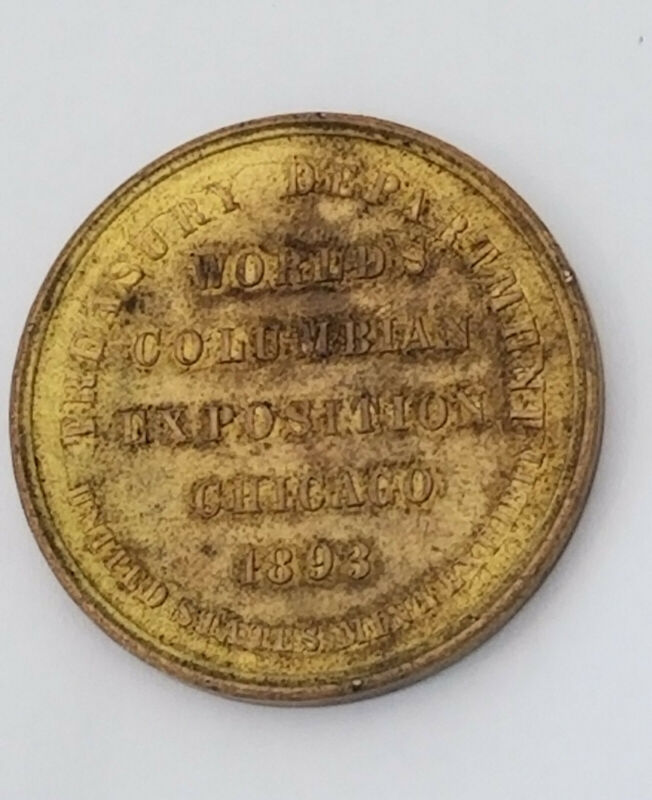 TREASURY DEPARTMENT
WORLD'S
COLUMBIAN
EXPOSITION
CHICAGO
1893
UNITED STATES MINT EXHIBIT